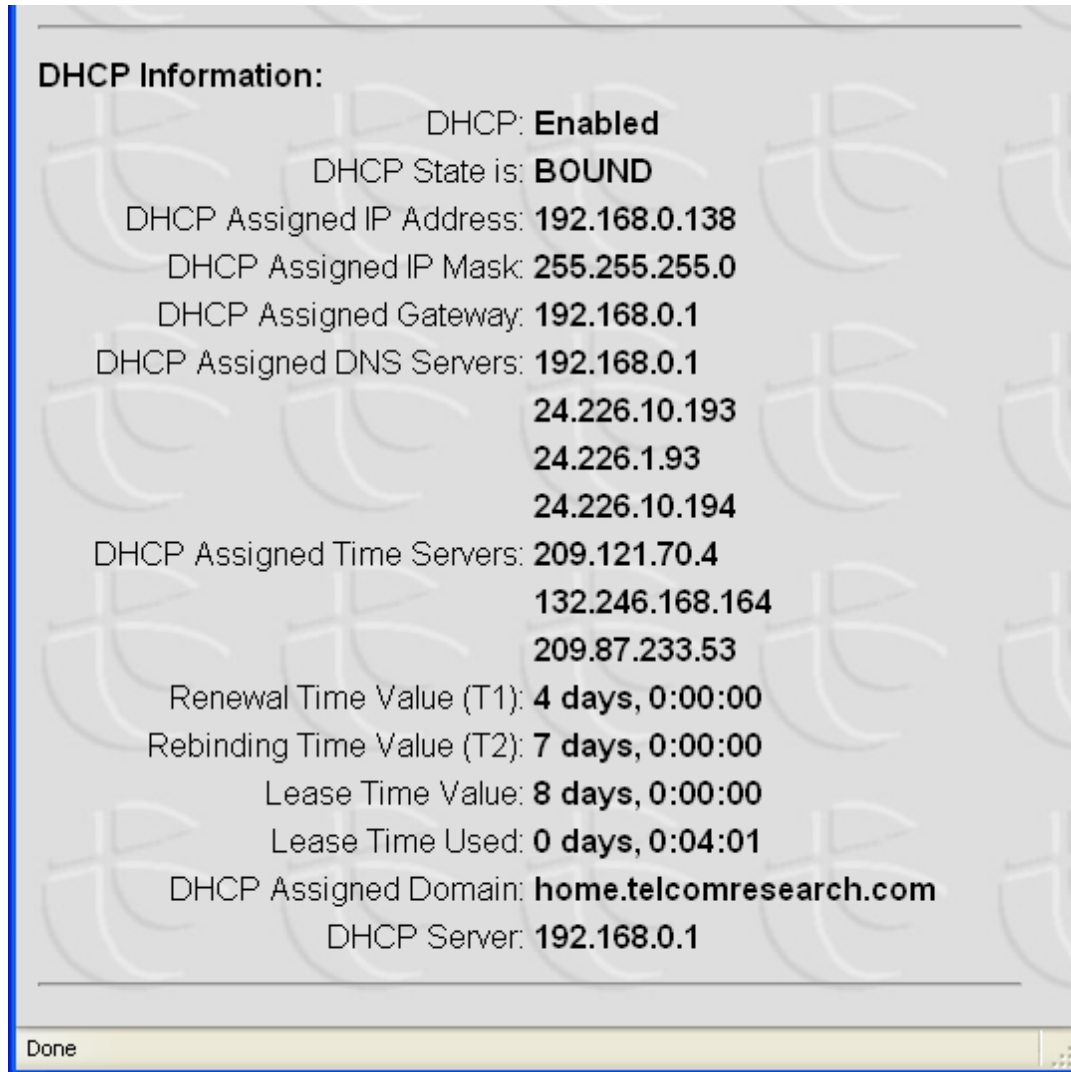 DHCP Information:
DHCP: Enabled
DHCP State is: BOUND
DHCP Assigned IP Address: 192.168.0.138
DHCP Assigned IP Mask: 255.255.255.0
DHCP Assigned Gateway: 192.168.0.1
DHCP Assigned DNS Servers: 192.168.0.1
24.226.10.193
24.226.1.93
24.226.10.194
DHCP Assigned Time Servers: 209.121.70.4
132.246.168.164
209.87.233.53
Renewal Time Value (T1): 4 days, 0:00:00
Rebinding Time Value (T2): 7 days, 0:00:00
Lease Time Value: 8 days, 0:00:00
Lease Time Used: 0 days, 0:04:01
DHCP Assigned Domain: home.telcomresearch.com
DHCP Server: 192.168.0.1
Done